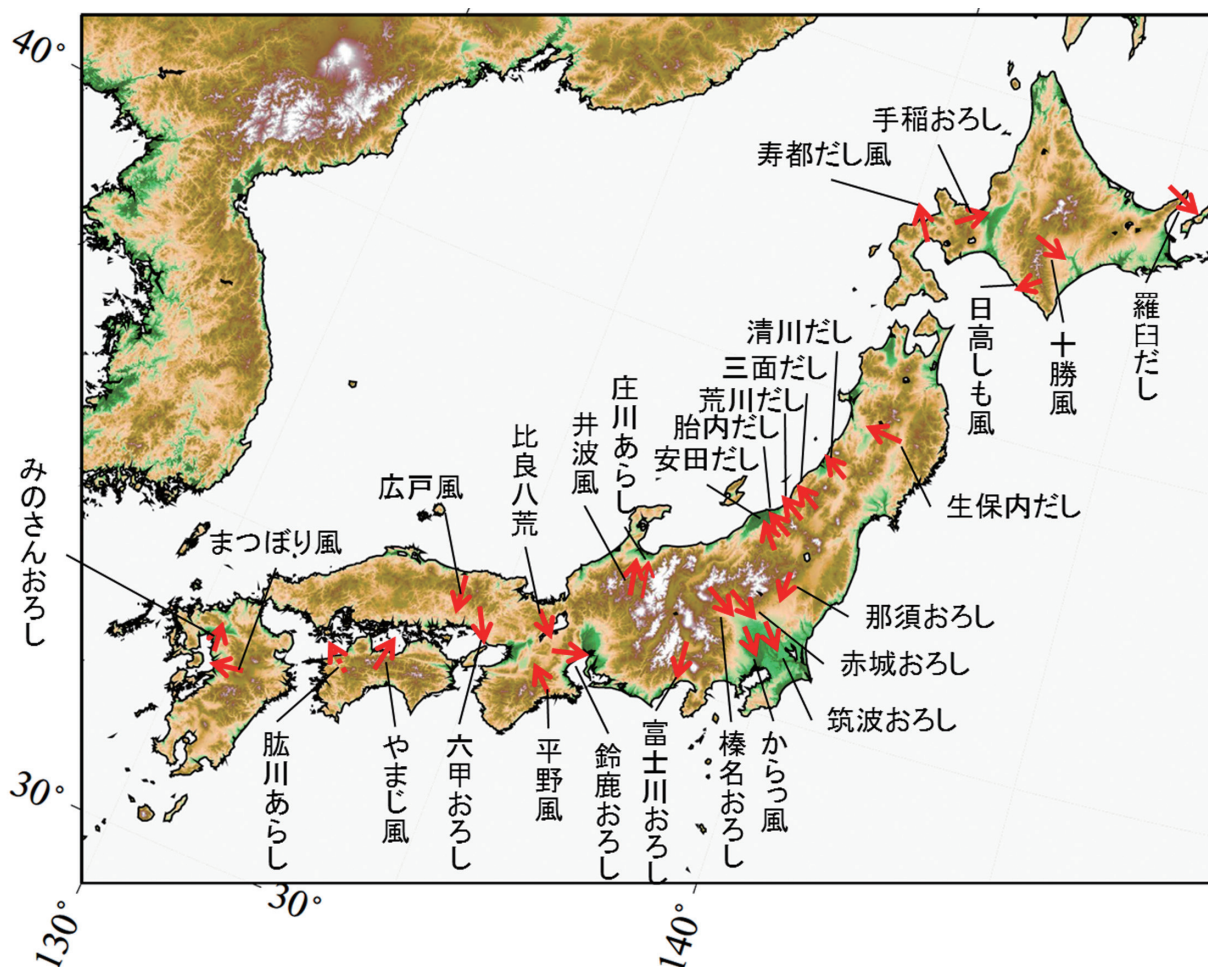 40°
手稲おろし
寿都だし風
羅臼だし
十勝風
日高しも風
清川だし
三面だし
荒川だし
胎内だし
安田だし
庄川あらし
井波風
比良八荒
広戸風
まつぼり風
みのさんおろし
生保内だし
那須おろし
赤城おろし
筑波おろし
からっ風
榛名おろし
富士川おろし
鈴鹿おろし
平野風
六甲おろし
やまじ風
肱川あらし
30°
130°
30°
140°